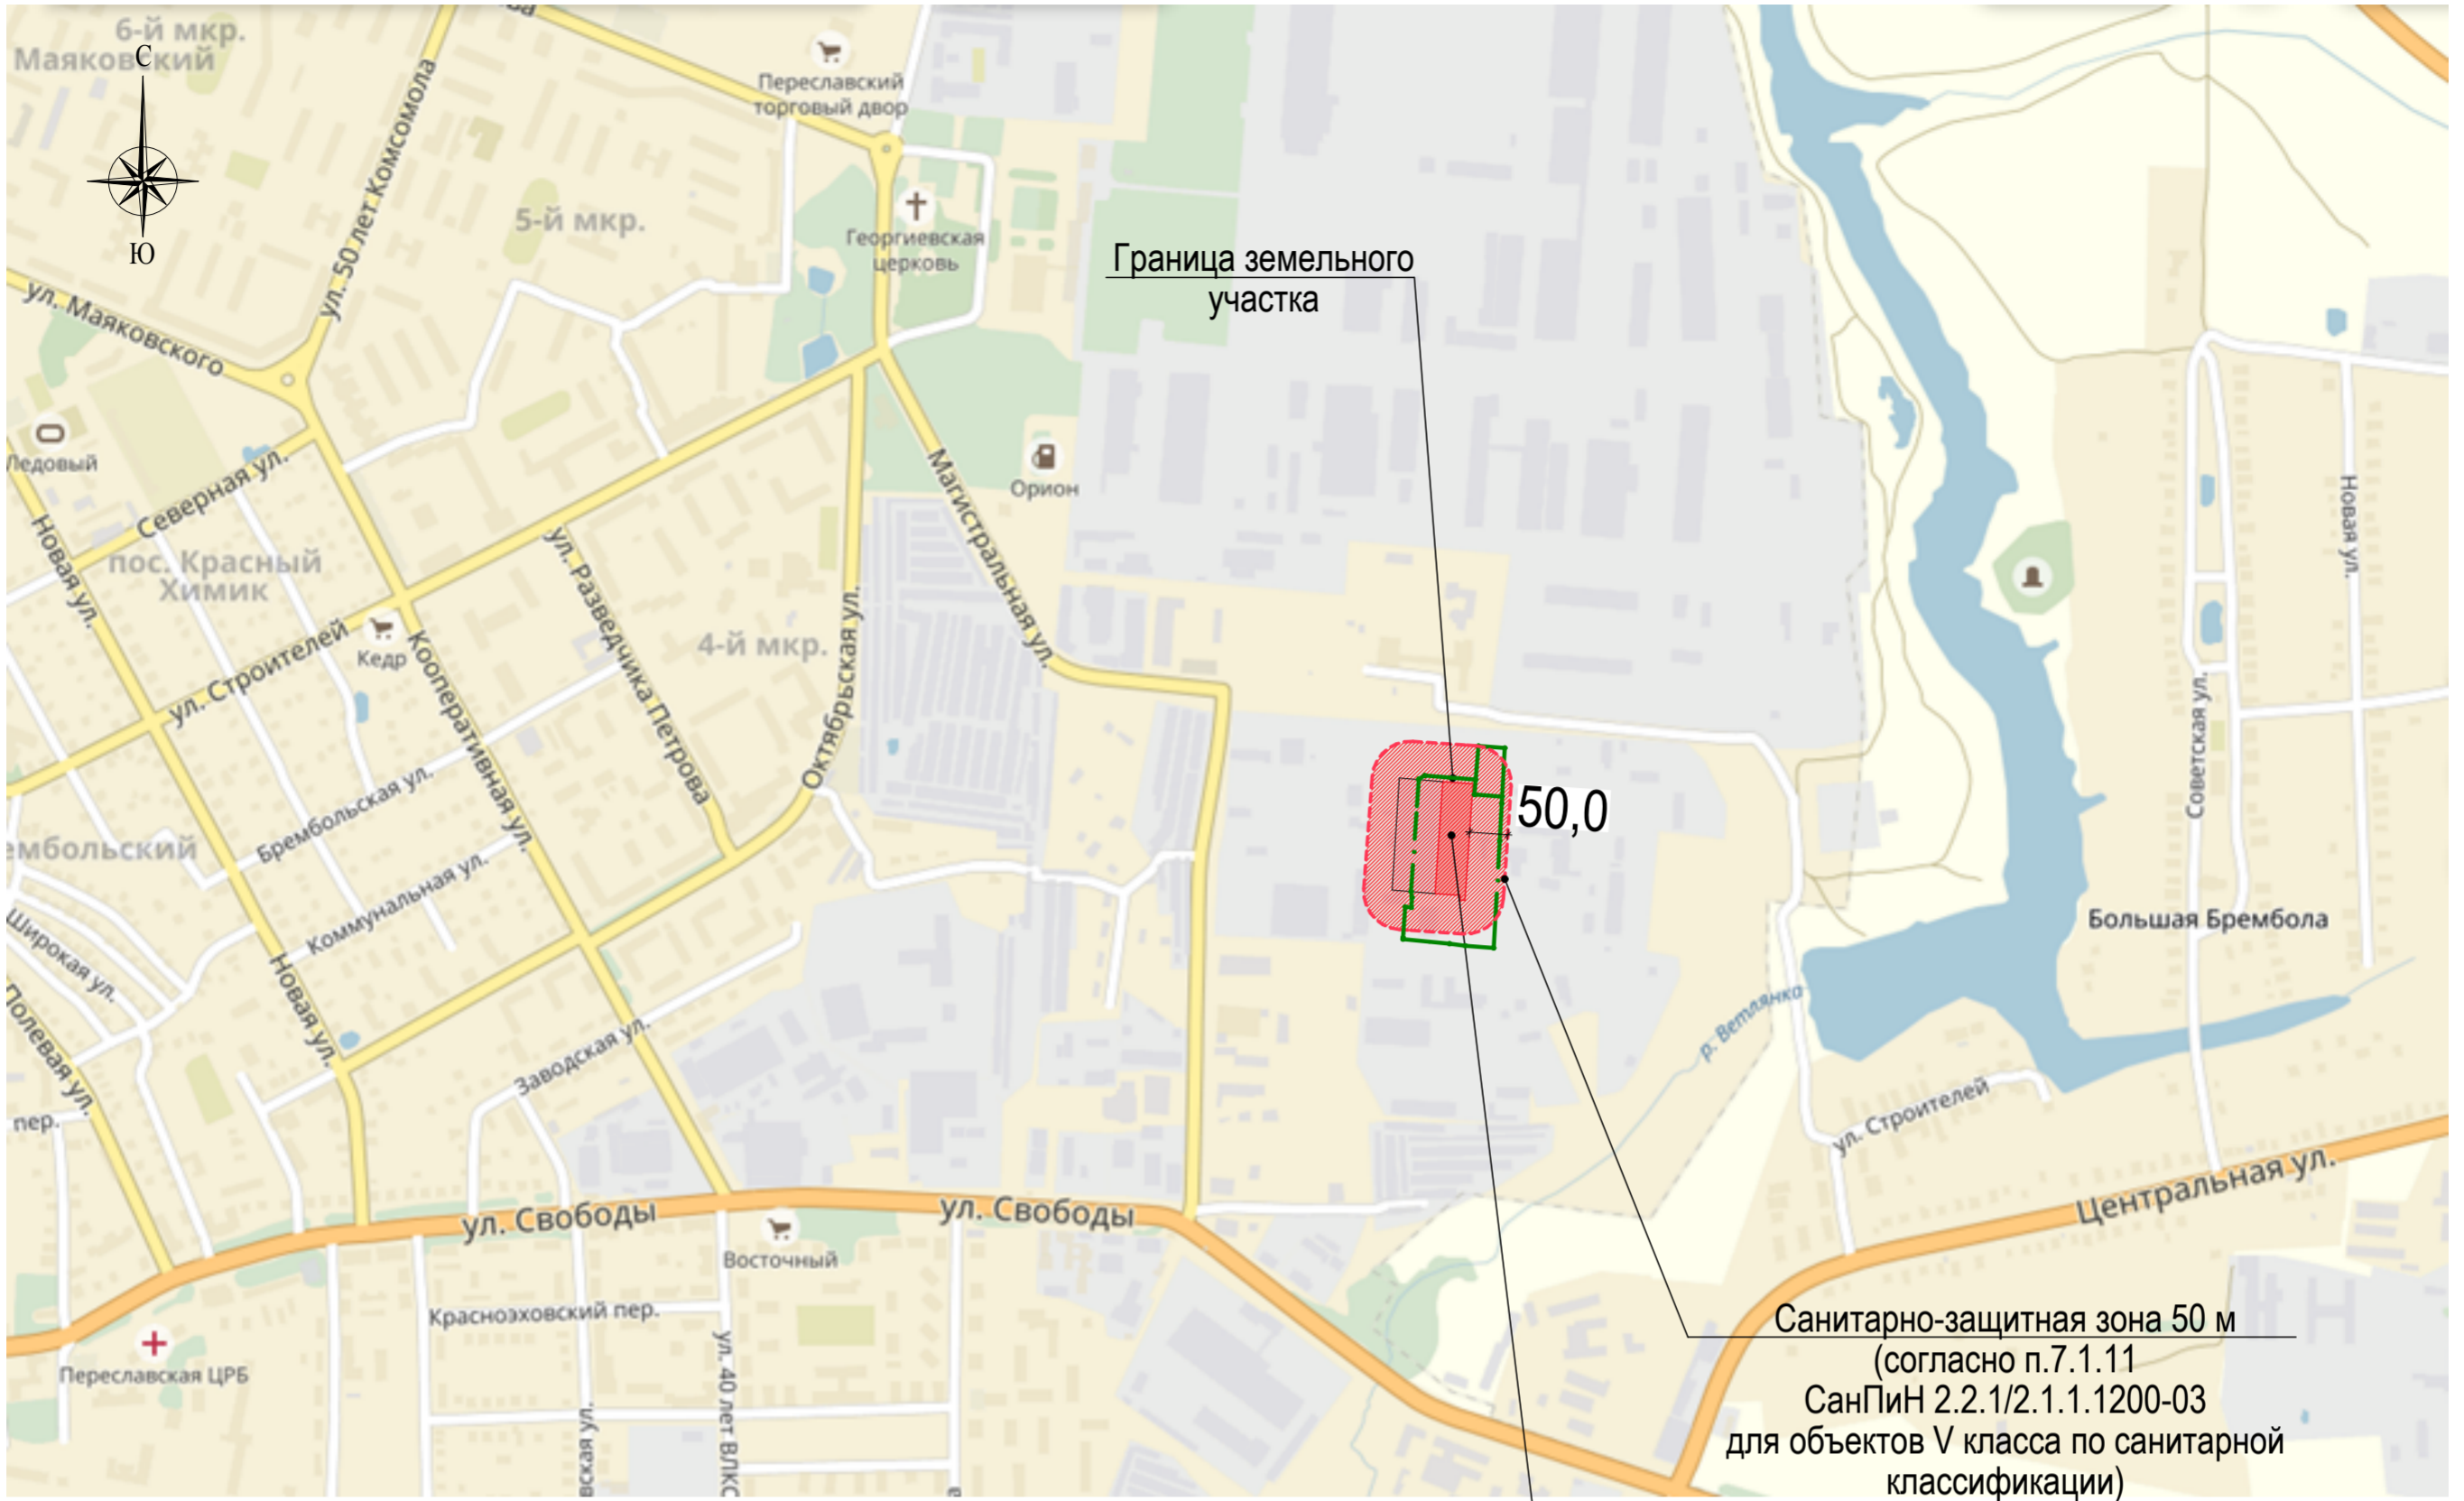 6-й мкр.
Маяковский
С
Ю
ул. 50 лет Комсомола
Переславский
торговый двор
5-й мкр.
Георгиевская
церковь
Граница земельного
участка
ул. Маяковского
Ледовый
Северная ул.
Орион
Магистральная ул.
Новая ул.
пос. Красный
Химик
ул. Разведчика Петрова
Новая ул.
ул. Строителей
Кедр
Кооперативная ул.
4-й мкр.
Октябрьская ул.
Советская ул.
50,0
Брембольская ул.
ембольский
Коммунальная ул.
Широкая ул.
Большая Брембола
Новая ул.
Полевая ул.
р. Ветлянка
Заводская ул.
пер.
ул. Строителей
Центральная ул.
ул. Свободы
ул. Свободы
Восточный
Красноэховский пер.
Переславская ЦРБ
ул. 40 лет ВЛКС
вская ул.
Санитарно-защитная зона 50 м
(согласно п.7.1.11
СанПиН 2.2.1/2.1.1.1200-03
для объектов V класса по санитарной
классификации)